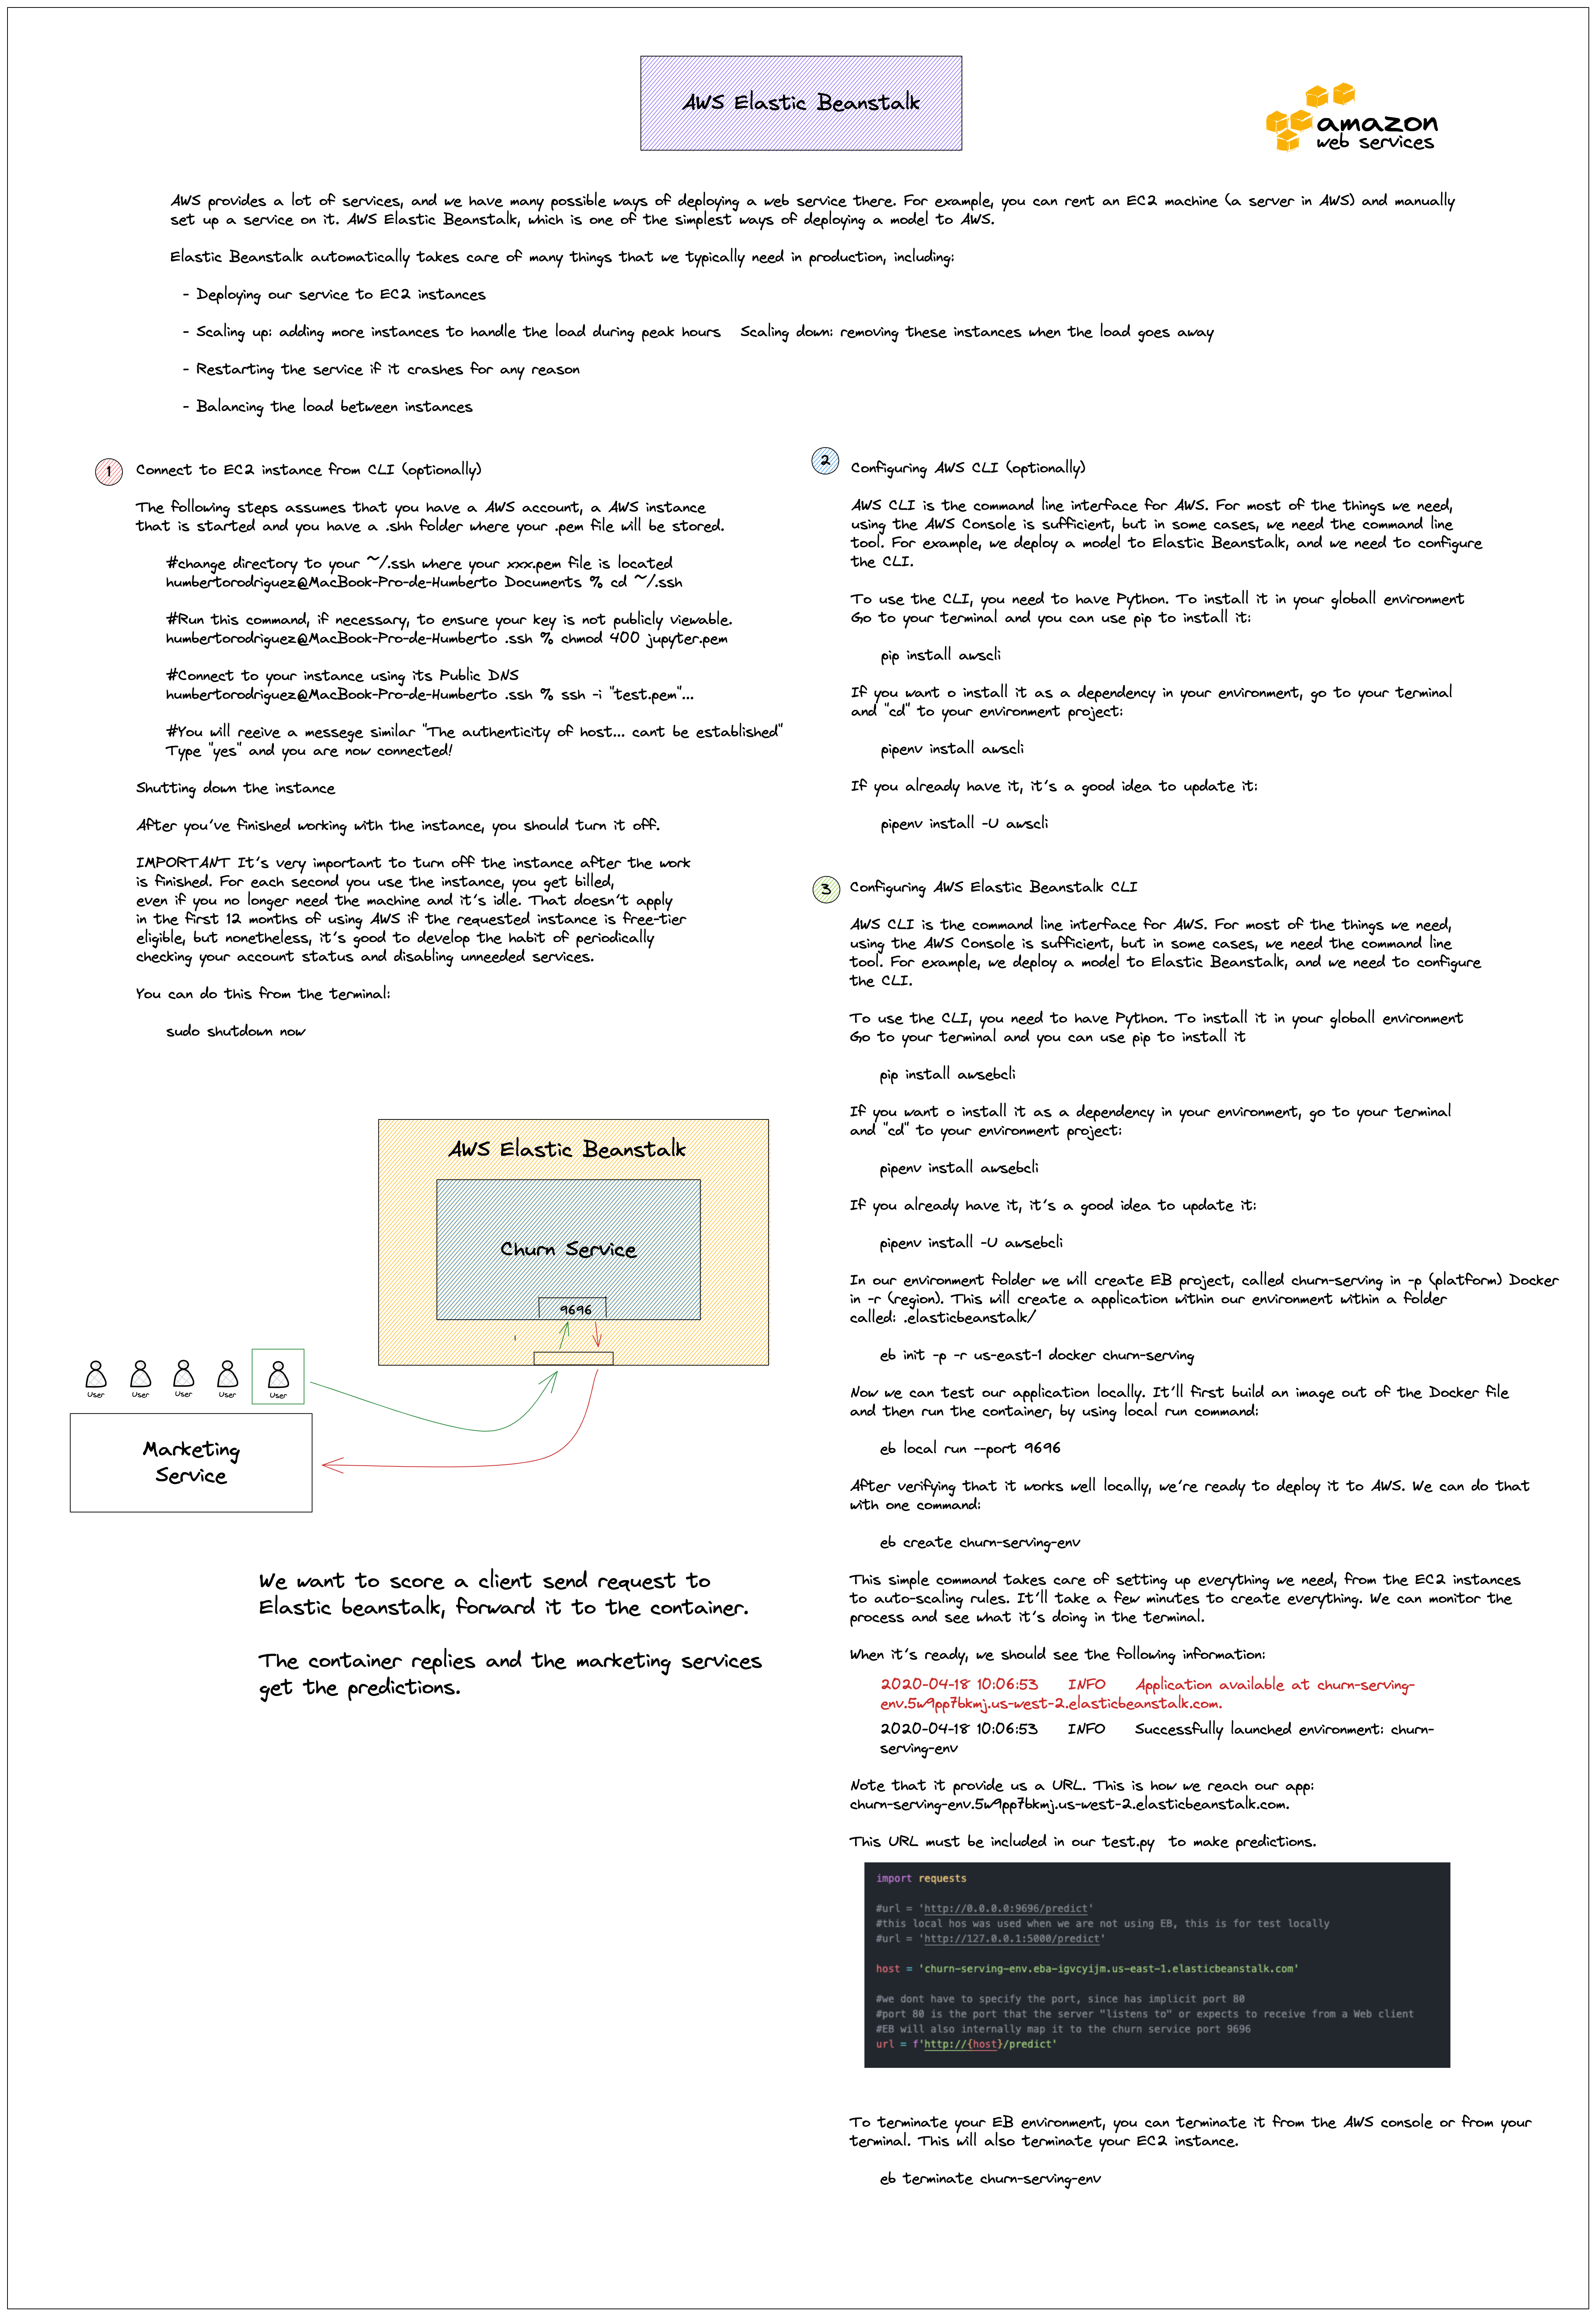 AWS Elastic Beanstalk
amazon
web services
AWS provides a lot of services, and we have many possible ways of deploying a web service there. For example, you can rent an EC2 machine (a server in AWS) and manually
set up a service on it. AWS Elastic Beanstalk, which is one of the simplest ways of deploying a model to AWS.
Elastic Beanstalk automatically takes care of many things that we typically need in production, including:
- Deploying our service to EC2 instances
- Scaling up: adding more instances to handle the load during peak hours   Scaling down: removing these instances when the load goes away
- Restarting the service if it crashes for any reason
- Balancing the load between instances
1
Connect to EC2 instance from CLI (optionally)
The following steps assumes that you have a AWS account, a AWS instance
that is started and you have a .shh folder where your .pem file will be stored.
#change directory to your ~/.ssh where your xxx.pem file is located
humbertorodriguez@MacBook-Pro-de-Humberto Documents % cd ~/.ssh
#Run this command, if necessary, to ensure your key is not publicly viewable.
humbertorodriguez@MacBook-Pro-de-Humberto .ssh % chmod 400 jupyter.pem
#Connect to your instance using its Public DNS
humbertorodriguez@MacBook-Pro-de-Humberto .ssh % ssh -i "test.pem"...
#You will reeive a messege similar "The authenticity of host... cant be established"
Type "yes" and you are now connected!
Shutting down the instance
After you've finished working with the instance, you should turn it off.
IMPORTANT It's very important to turn off the instance after the work
is finished. For each second you use the instance, you get billed,
even if you no longer need the machine and it's idle. That doesn't apply
in the first 12 months of using AWS if the requested instance is free-tier
eligible, but nonetheless, it's good to develop the habit of periodically
checking your account status and disabling unneeded services.
You can do this from the terminal:
sudo shutdown now
AWS Elastic Beanstalk
Churn Service
9696
User
User
User
User
User
Marketing
Service
We want to score a client send request to
Elastic beanstalk, forward it to the container.
The container replies and the marketing services
get the predictions.
2
Configuring AWS CLI (optionally)
AWS CLI is the command line interface for AWS. For most of the things we need,
using the AWS Console is sufficient, but in some cases, we need the command line
tool. For example, we deploy a model to Elastic Beanstalk, and we need to configure
the CLI.
To use the CLI, you need to have Python. To install it in your globall environment
Go to your terminal and you can use pip to install it:
pip install awscli
If you want o install it as a dependency in your environment, go to your terminal
and "cd" to your environment project:
pipenv install awscli
If you already have it, it's a good idea to update it:
pipenv install -U awscli
3
Configuring AWS Elastic Beanstalk CLI
AWS CLI is the command line interface for AWS. For most of the things we need,
using the AWS Console is sufficient, but in some cases, we need the command line
tool. For example, we deploy a model to Elastic Beanstalk, and we need to configure
the CLI.
To use the CLI, you need to have Python. To install it in your globall environment
Go to your terminal and you can use pip to install it
pip install awsebcli
If you want o install it as a dependency in your environment, go to your terminal
and "cd" to your environment project:
pipenv install awsebcli
If you already have it, it's a good idea to update it:
pipenv install -U awsebcli
In our environment folder we will create EB project, called churn-serving in -p (platform) Docker
in -r (region). This will create a application within our environment within a folder
called: .elasticbeanstalk/
eb init -p -r us-east-1 docker churn-serving
Now we can test our application locally. It'll first build an image out of the Docker file
and then run the container, by using local run command:
eb local run --port 9696
After verifying that it works well locally, we're ready to deploy it to AWS. We can do that
with one command:
eb create churn-serving-env
This simple command takes care of setting up everything we need, from the EC2 instances
to auto-scaling rules. It'll take a few minutes to create everything. We can monitor the
process and see what it's doing in the terminal.
When it's ready, we should see the following information:
2020-04-18 10:06:53    INFO    Application available at churn-serving-
env.5w9pp7bkmj.us-west-2.elasticbeanstalk.com.
2020-04-18 10:06:53    INFO    Successfully launched environment: churn-
serving-env
Note that it provide us a URL. This is how we reach our app:
churn-serving-env.5w9pp7bkmj.us-west-2.elasticbeanstalk.com.
This URL must be included in our test.py  to make predictions.
import requests
#url = 'http://0.0.0.0:9696/predict'
#this local hos was used when we are not using EB, this is for test locally
#url = 'http://127.0.0.1:5000/predict'
host = 'churn-serving-env.eba-igvcyijm.us-east-1.elasticbeanstalk.com'
#we dont have to specify the port, since has implicit port 80
#port 80 is the port that the server "listens to" or expects to receive from a Web client
#EB will also internally map it to the churn service port 9696
url = f'http://{host}/predict'
To terminate your EB environment, you can terminate it from the AWS console or from your
terminal. This will also terminate your EC2 instance.
eb terminate churn-serving-env